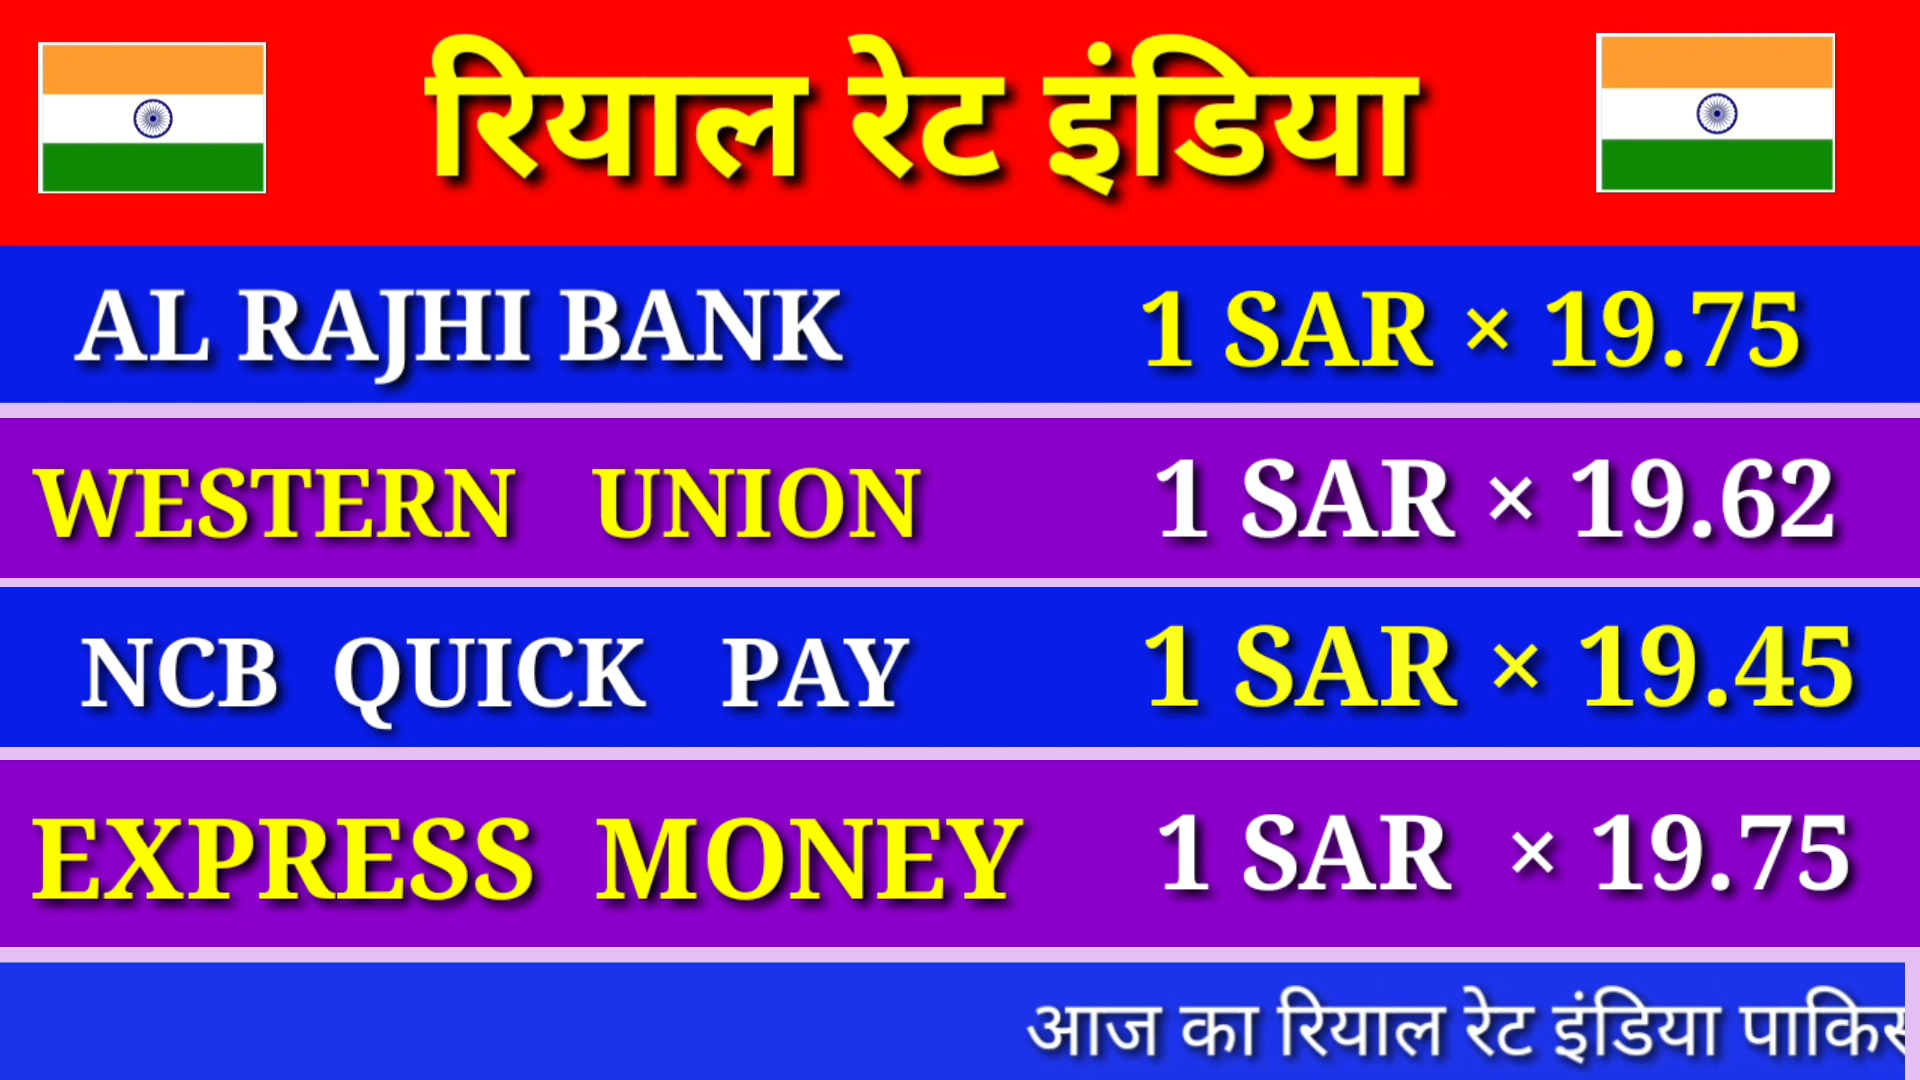 रियाल रेट इंडिया
AL RAJHI BANK 1 SAR × 19.75
WESTERN UNION 1 SAR × 19.62
NCB QUICK PAY 1 SAR × 19.45
EXPRESS MONEY 1 SAR × 19.75
आज का रियाल रेट इंडिया